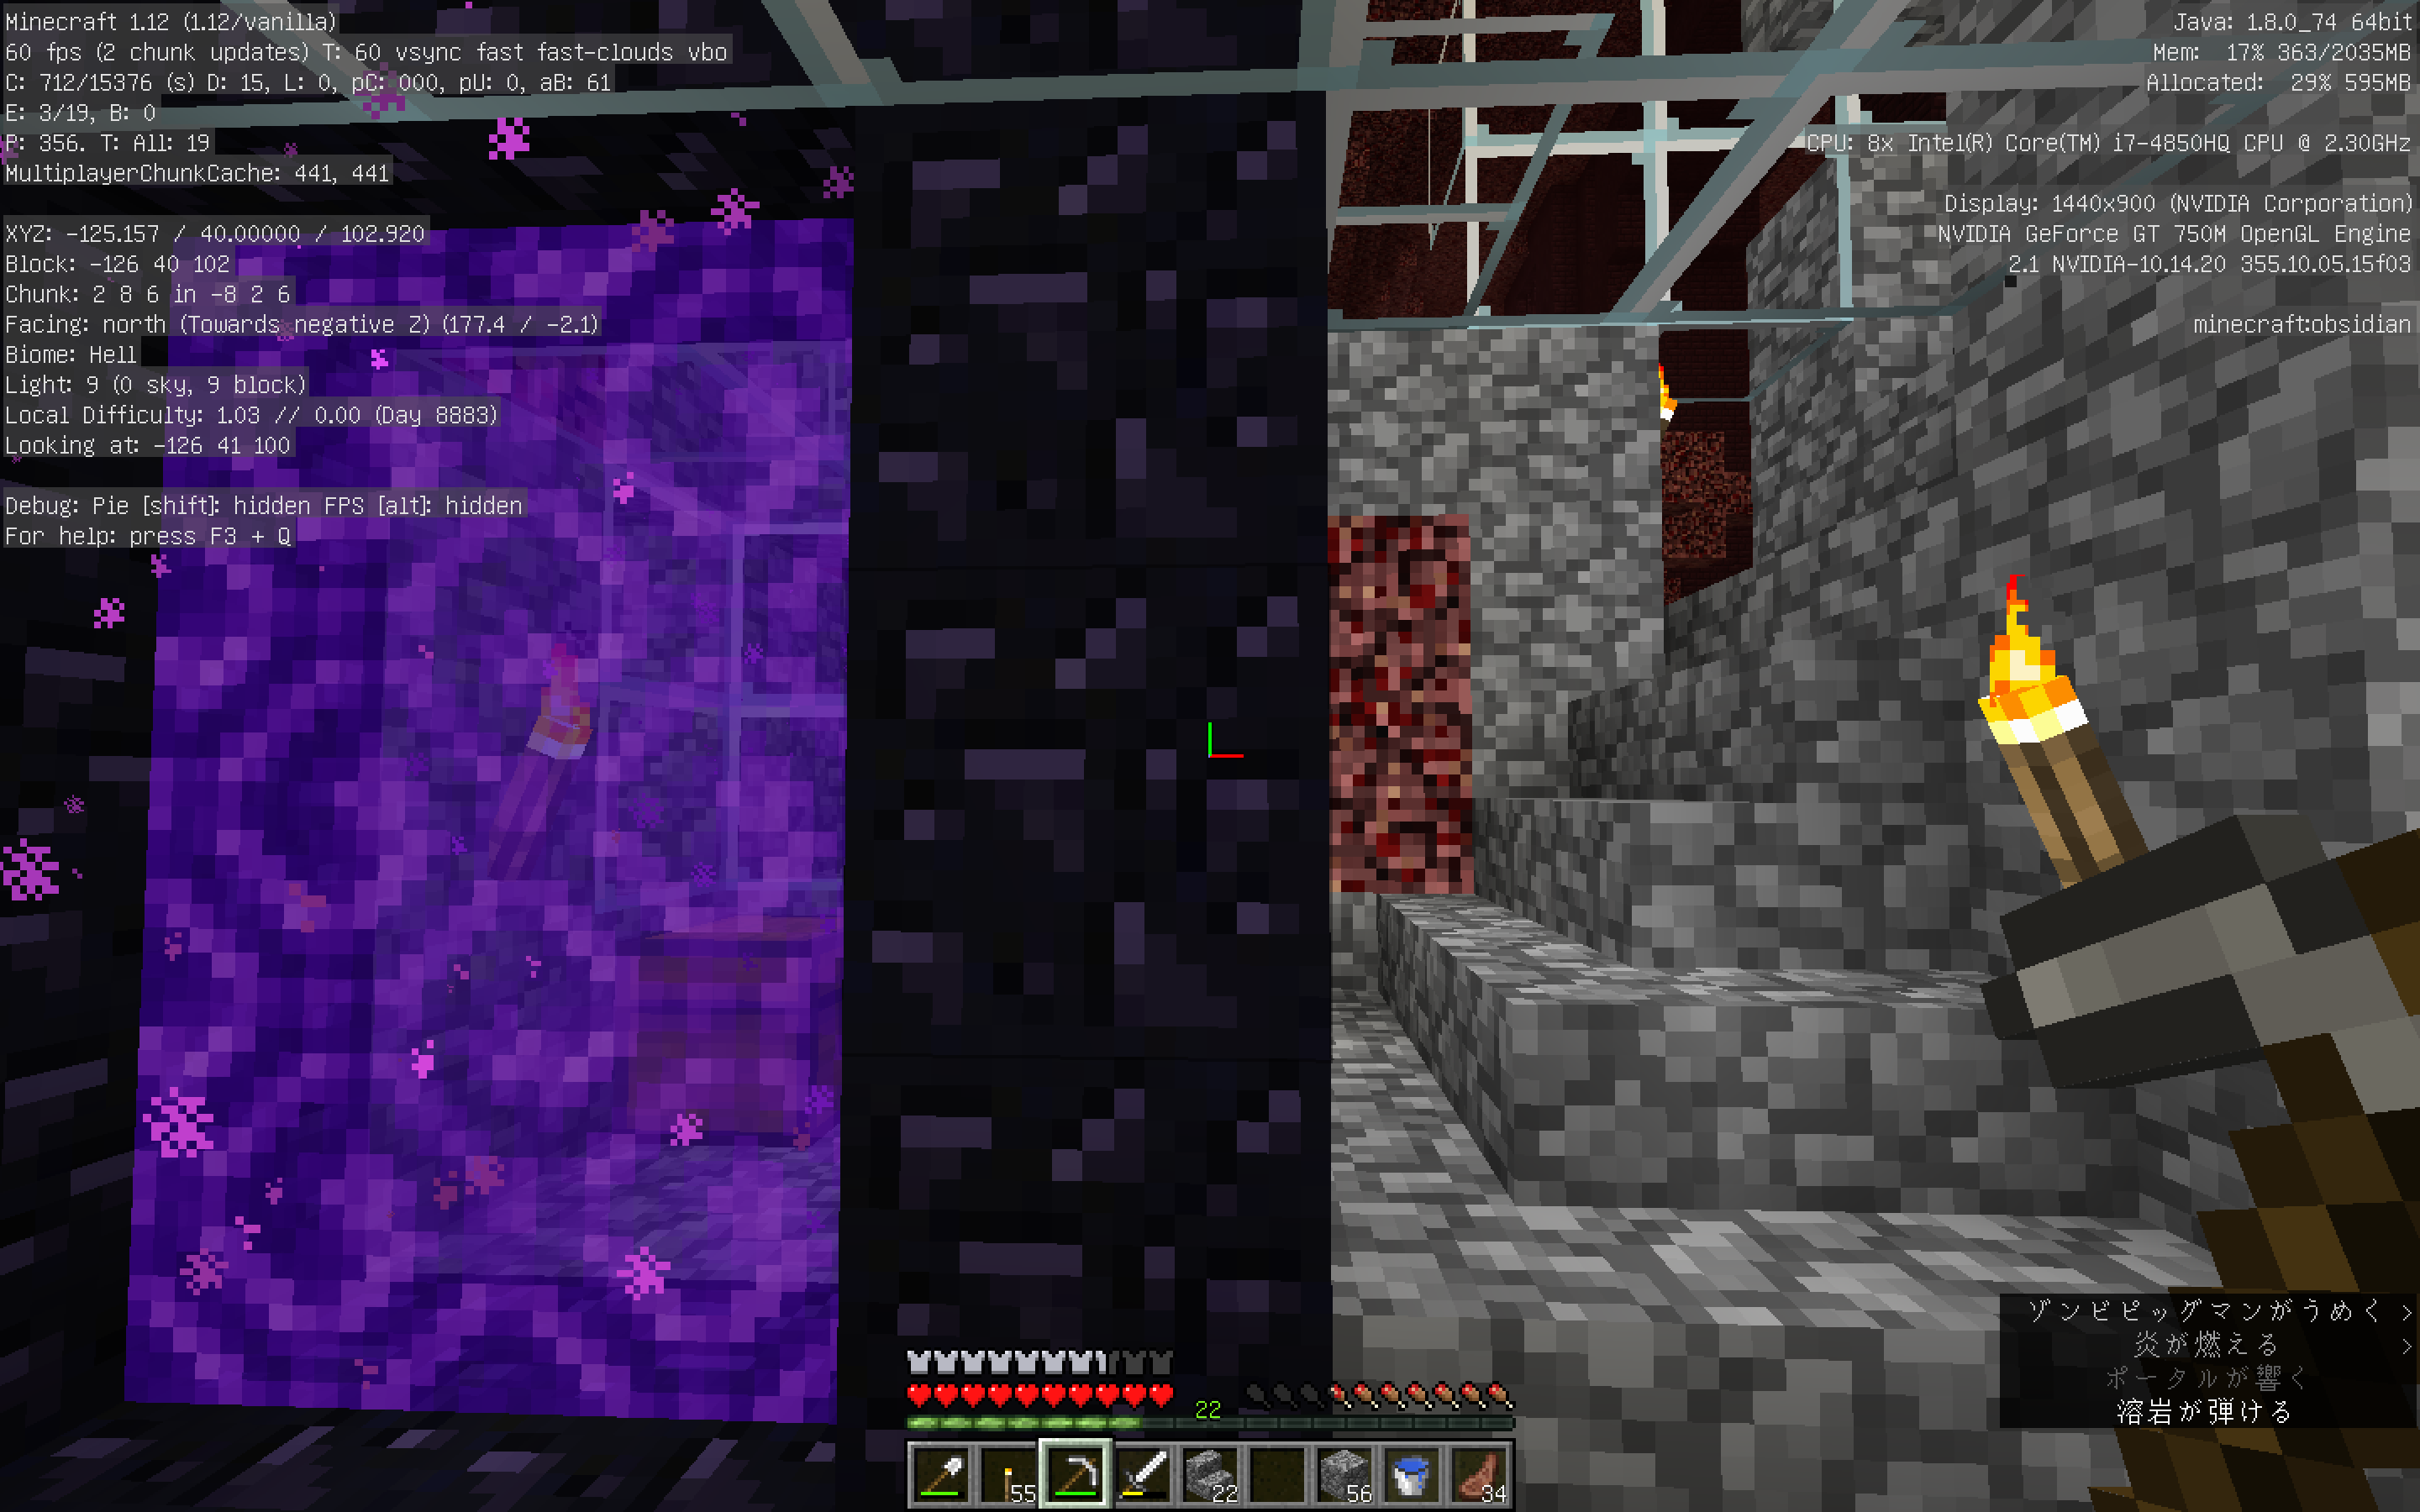 Minecraft 1.12 (1.12/vanilla)
60 fps (2 chunk updates) T: 60 vsync fast fast-clouds vbo
C: 712/15376 (s) D: 15, L: 0, pC: 000, pU: 0, aB: 61
E: 3/19, B: 0
P: 356. T: All: 19
MultiplayerChunkCache: 441, 441
XYZ: -125.157 / 40.00000 / 102.920
Block: -126 40 102
Chunk: 2 8 6 in -8 2 6
Facing: north (Towards negative Z) (177.4 / -2.1)
Biome: Hell
Light: 9 (0 sky, 9 block)
Local Difficulty: 1.03 // 0.00 (Day 8883)
Looking at: -126 41 100
Debug: Pie [shift]: hidden FPS [alt]: hidden
For help: press F3 + Q
Java: 1.8.0_74 64bit
Mem: 17% 363/2035MB
Allocated: 29% 595MB
CPU: 8x Intel(R) Core(TM) i7-4850HQ CPU @ 2.30GHz
Display: 1440x900 (NVIDIA Corporation)
NVIDIA GeForce GT 750M OpenGL Engine
2.1 NVIDIA-10.14.20 355.10.05.15f03
minecraft:obsidian
ゾンビピッグマンがうめく >
炎が燃える >
ポータルが響く
溶岩が弾ける
22
55 22 56 34